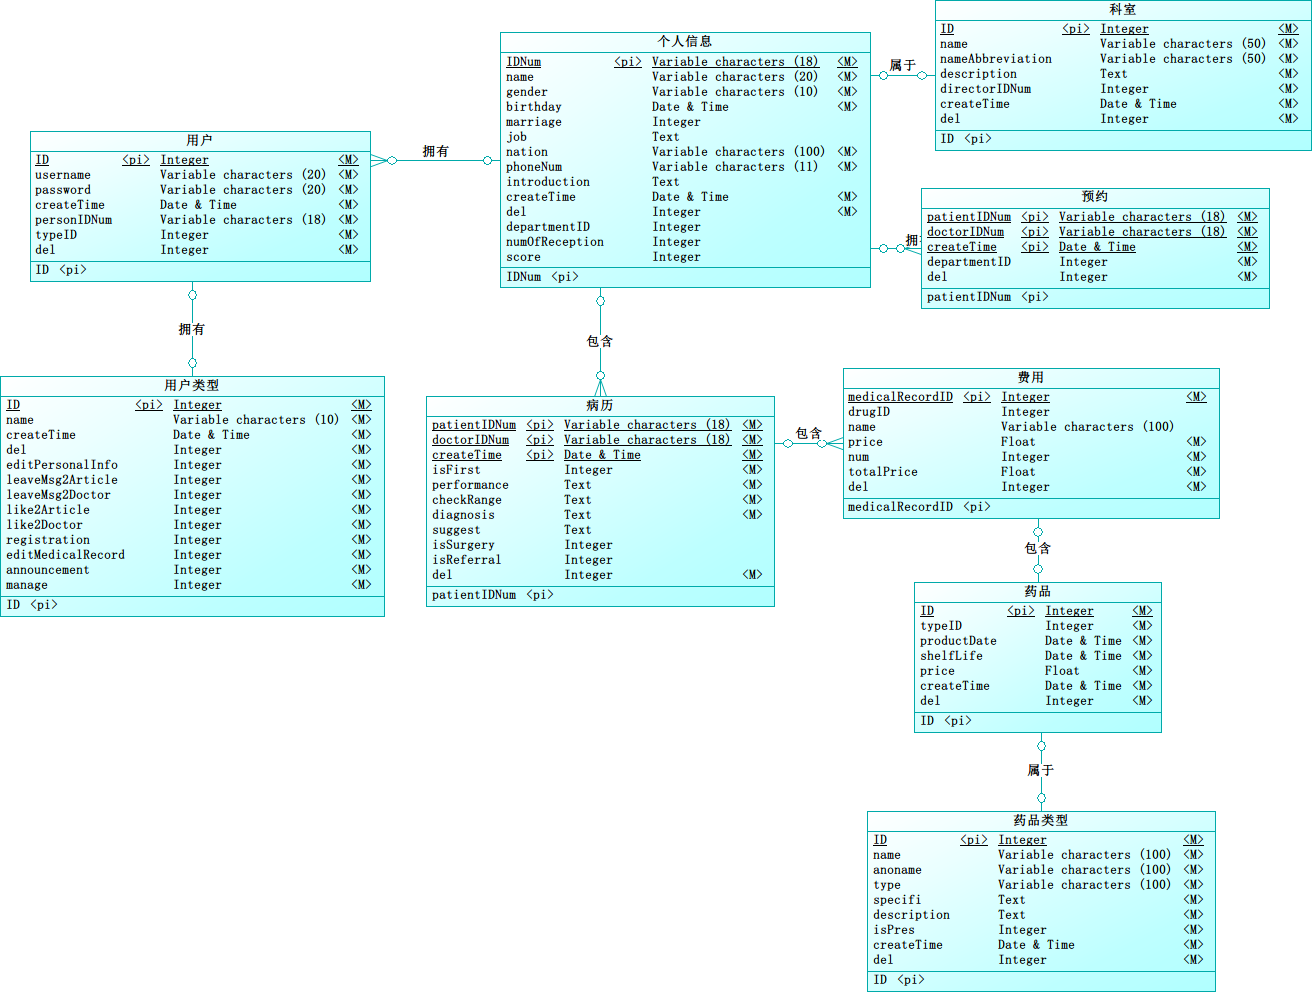 科室
ID <pi> Integer <M>
name Variable characters (50) <M>
nameAbbreviation Variable characters (50) <M>
description Text <M>
directorIDNum Integer <M>
createTime Date & Time <M>
del Integer <M>
ID <pi>
个人信息
IDNum <pi> Variable characters (18) <M>
name Variable characters (20) <M>
gender Variable characters (10) <M>
birthday Date & Time <M>
marriage Integer
job Text
nation Variable characters (100) <M>
phoneNum Variable characters (11) <M>
introduction Text
createTime Date & Time <M>
del Integer <M>
departmentID Integer
numOfReception Integer
score Integer
IDNum <pi>
属于
用户
ID <pi> Integer <M>
username Variable characters (20) <M>
password Variable characters (20) <M>
createTime Date & Time <M>
personIDNum Variable characters (18) <M>
typeID Integer <M>
del Integer <M>
ID <pi>
拥有
预约
patientIDNum <pi> Variable characters (18) <M>
doctorIDNum <pi> Variable characters (18) <M>
createTime <pi> Date & Time <M>
departmentID Integer <M>
del Integer <M>
patientIDNum <pi>
拥
拥有
包含
用户类型
ID <pi> Integer <M>
name Variable characters (10) <M>
createTime Date & Time <M>
del Integer <M>
editPersonalInfo Integer <M>
leaveMsg2Article Integer <M>
leaveMsg2Doctor Integer <M>
like2Article Integer <M>
like2Doctor Integer <M>
registration Integer <M>
editMedicalRecord Integer <M>
announcement Integer <M>
manage Integer <M>
ID <pi>
病历
patientIDNum <pi> Variable characters (18) <M>
doctorIDNum <pi> Variable characters (18) <M>
createTime <pi> Date & Time <M>
isFirst Integer <M>
performance Text <M>
checkRange Text <M>
diagnosis Text <M>
suggest Text
isSurgery Integer
isReferral Integer
del Integer <M>
patientIDNum <pi>
包含
费用
medicalRecordID <pi> Integer <M>
drugID Integer
name Variable characters (100)
price Float <M>
num Integer <M>
totalPrice Float <M>
del Integer <M>
medicalRecordID <pi>
包含
药品
ID <pi> Integer <M>
typeID Integer <M>
productDate Date & Time <M>
shelfLife Date & Time <M>
price Float <M>
createTime Date & Time <M>
del Integer <M>
ID <pi>
属于
药品类型
ID <pi> Integer <M>
name Variable characters (100) <M>
anoname Variable characters (100) <M>
type Variable characters (100) <M>
specifi Text <M>
description Text <M>
isPres Integer <M>
createTime Date & Time <M>
del Integer <M>
ID <pi>